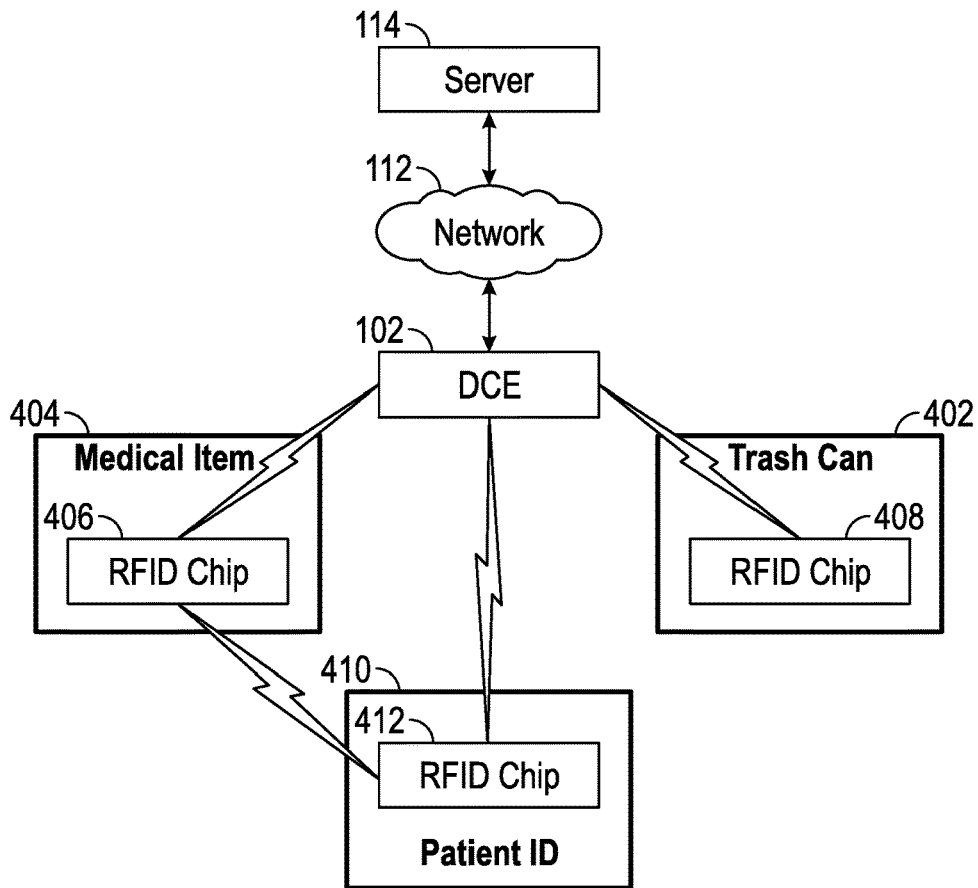 114
Server
112
Network
102
DCE
404
402
Medical Item
Trash Can
406
408
RFID Chip
RFID Chip
410
412
RFID Chip
Patient ID